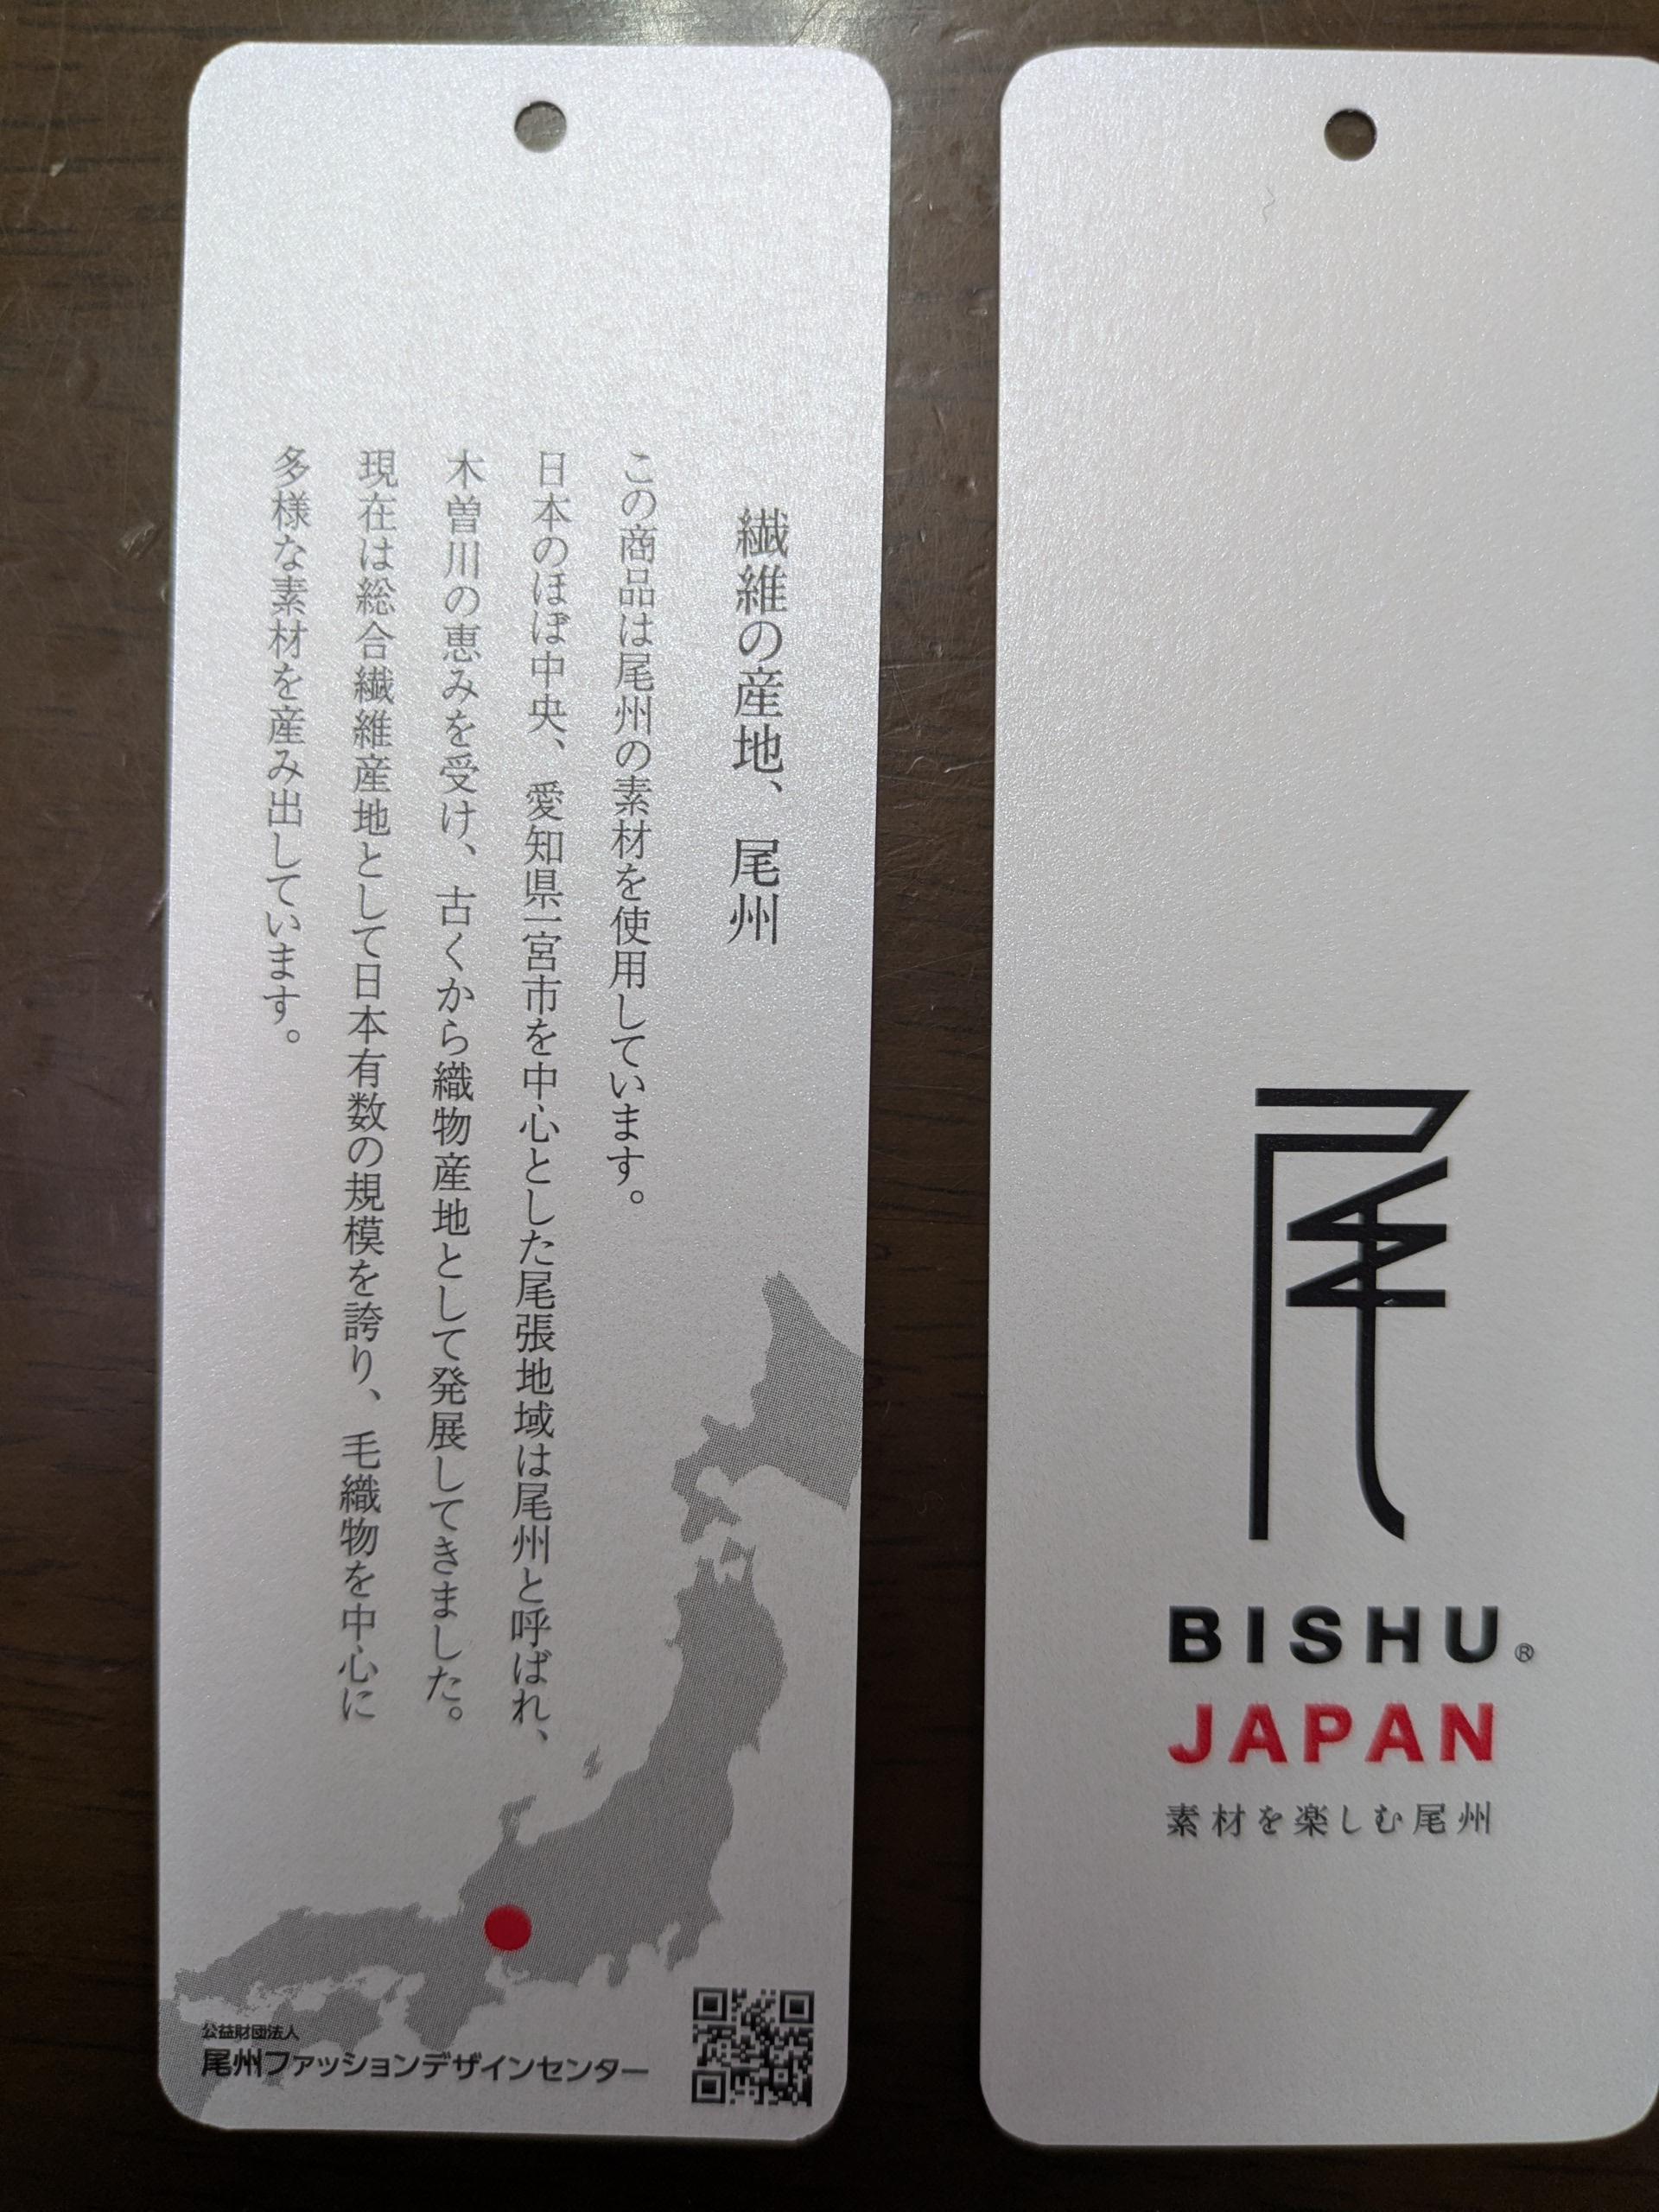 繊維の産地、尾州
この商品は尾州の素材を使用しています。
日本のほぼ中央、愛知県一宮市を中心とした尾張地域は尾州と呼ばれ、
木曽川の恵みを受け、古くから織物産地として発展してきました。
現在は総合繊維産地として日本有数の規模を誇り、毛織物を中心に
多様な素材を産み出しています。
公益財団法人
尾州ファッションデザインセンター
尾
BISHU®
JAPAN
素材を楽しむ尾州